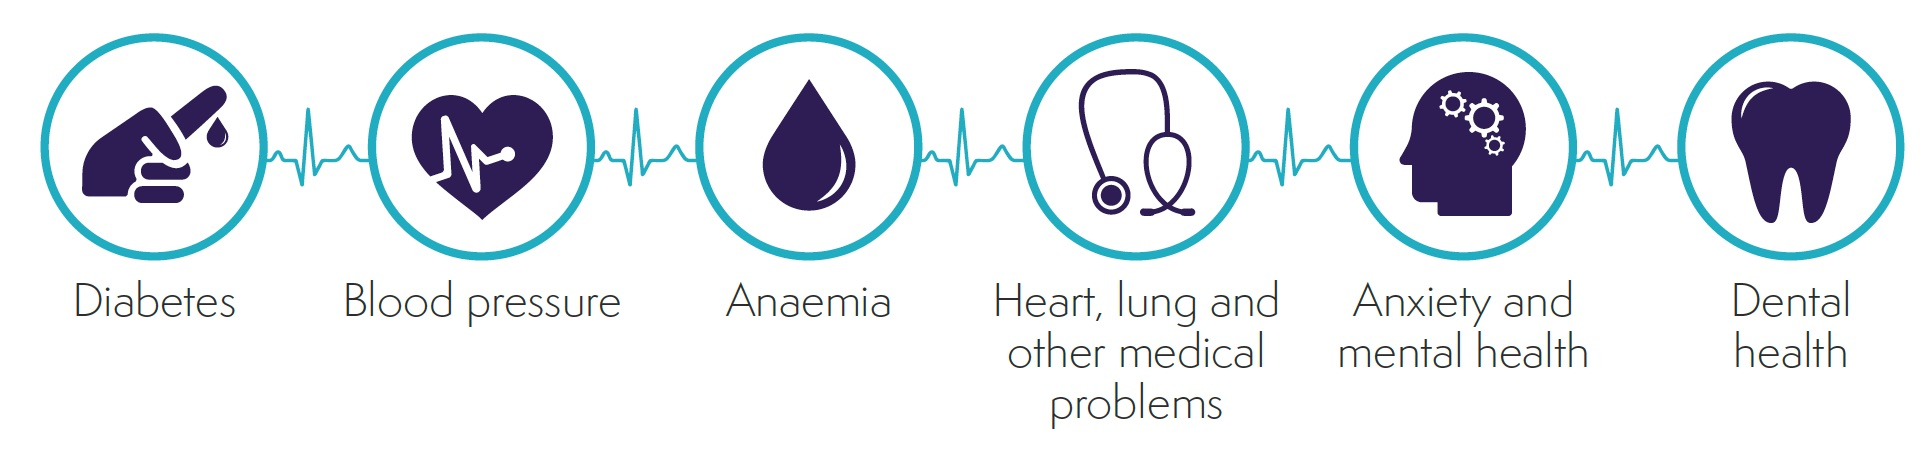 Diabetes
Blood pressure
Anaemia
Heart, lung and
other medical
problems
Anxiety and
mental health
Dental
health